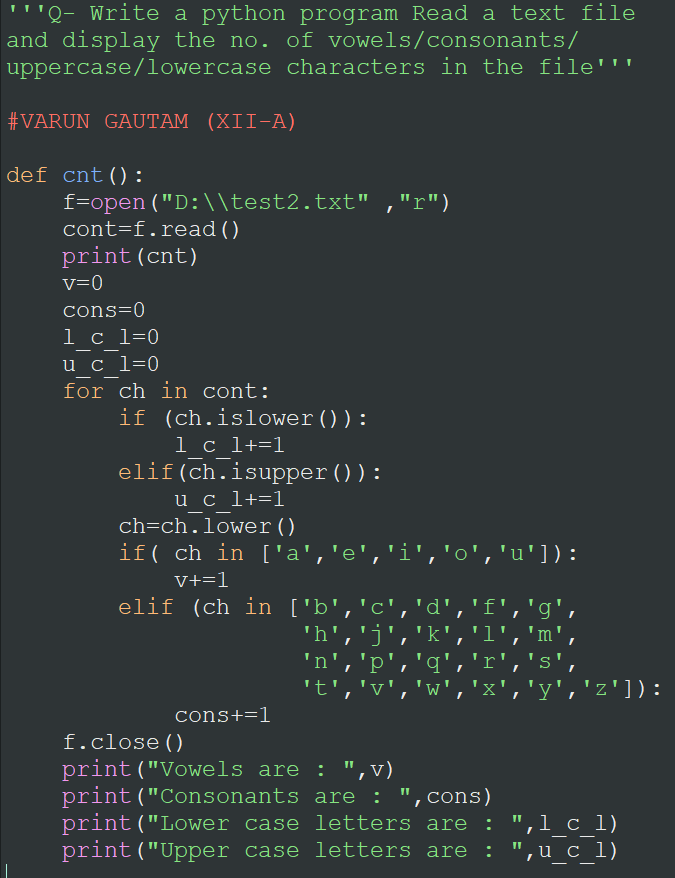 '''Q- Write a python program Read a text file
and display the no. of vowels/consonants/
uppercase/lowercase characters in the file'''

#VARUN GAUTAM (XII-A)

def cnt():
    f=open("D:\\test2.txt" ,"r")
    cont=f.read()
    print(cnt)
    v=0
    cons=0
    l_c_l=0
    u_c_l=0
    for ch in cont:
        if (ch.islower()):
            l_c_l+=1
        elif(ch.isupper()):
            u_c_l+=1
        ch=ch.lower()
        if( ch in ['a','e','i','o','u']):
            v+=1
        elif (ch in ['b','c','d','f','g',
                     'h','j','k','l','m',
                     'n','p','q','r','s',
                     't','v','w','x','y','z']):
            cons+=1
    f.close()
    print("Vowels are : ",v)
    print("Consonants are : ",cons)
    print("Lower case letters are : ",l_c_l)
    print("Upper case letters are : ",u_c_l)